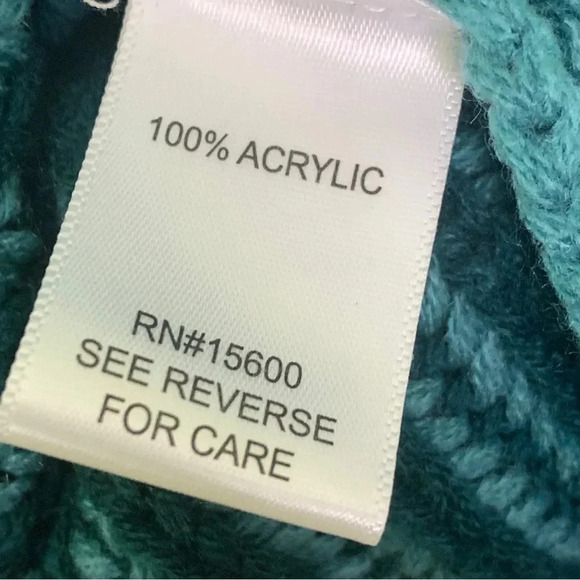 100% ACRYLIC
RN#15600
SEE REVERSE
FOR CARE